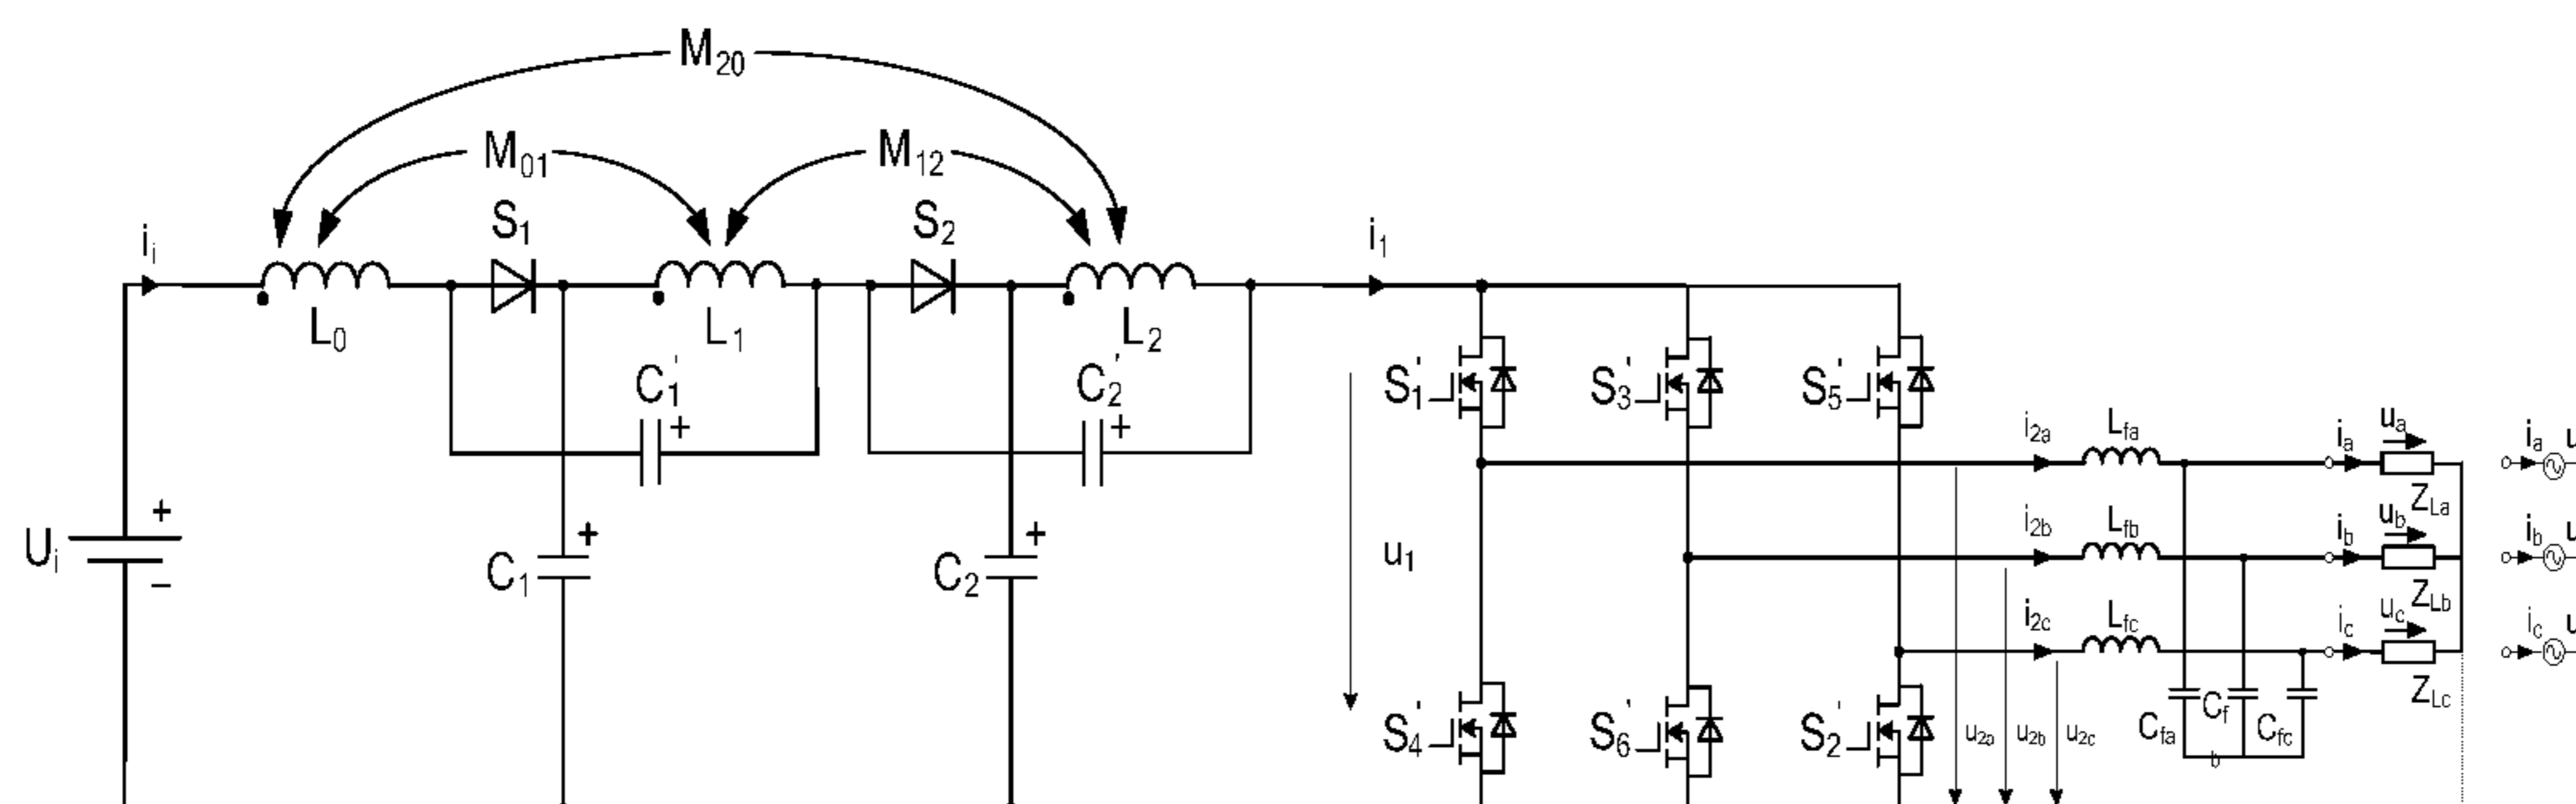 M20
M01
M12
S1
S2
ii
i1
L0
L1
L2
C1'
C2'
S1'
S3'
S5'
i2a
Lfa
ia
ua
ia
u
ZLa
+
+
+
+
+
−
Ui
C1
C2
u1
i2b
Lfb
ib
ub
ib
u
ZLb
i2c
Lfc
ic
uc
ic
u
ZLc
S4'
S6'
S2'
u2a
u2b
u2c
Cfa
Cf
b
Cfc